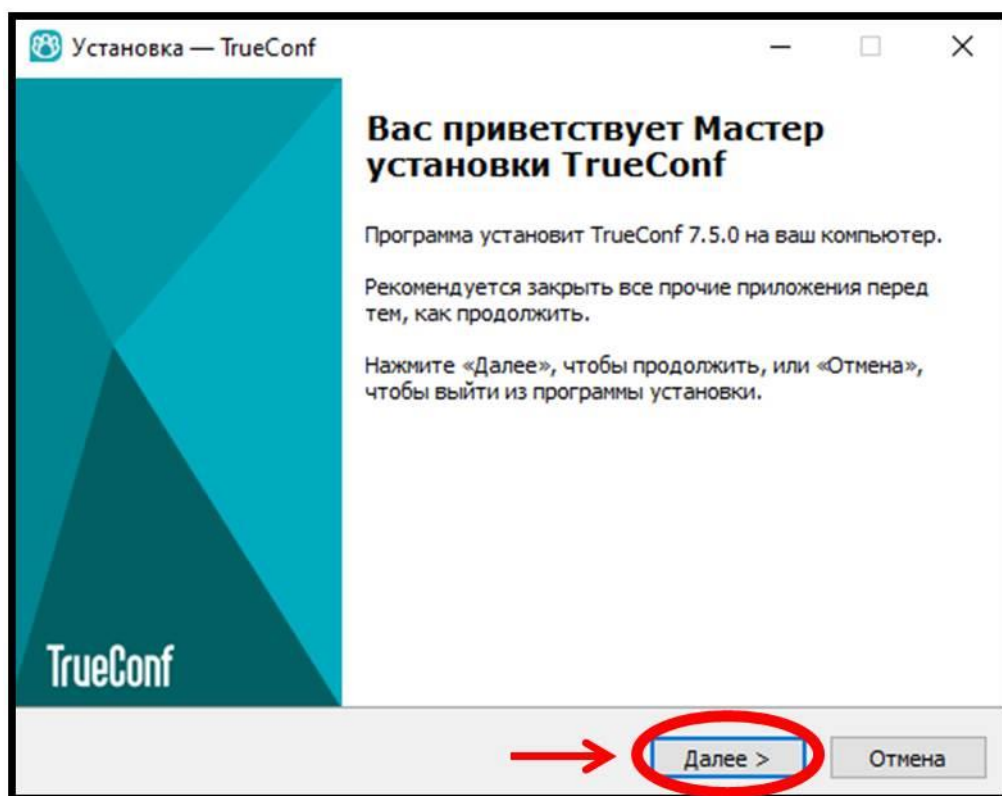 Установка — TrueConf
Вас приветствует Мастер
установки TrueConf
Программа установит TrueConf 7.5.0 на ваш компьютер.
Рекомендуется закрыть все прочие приложения перед
тем, как продолжить.
Нажмите «Далее», чтобы продолжить, или «Отмена»,
чтобы выйти из программы установки.
TrueConf
Далее >
Отмена